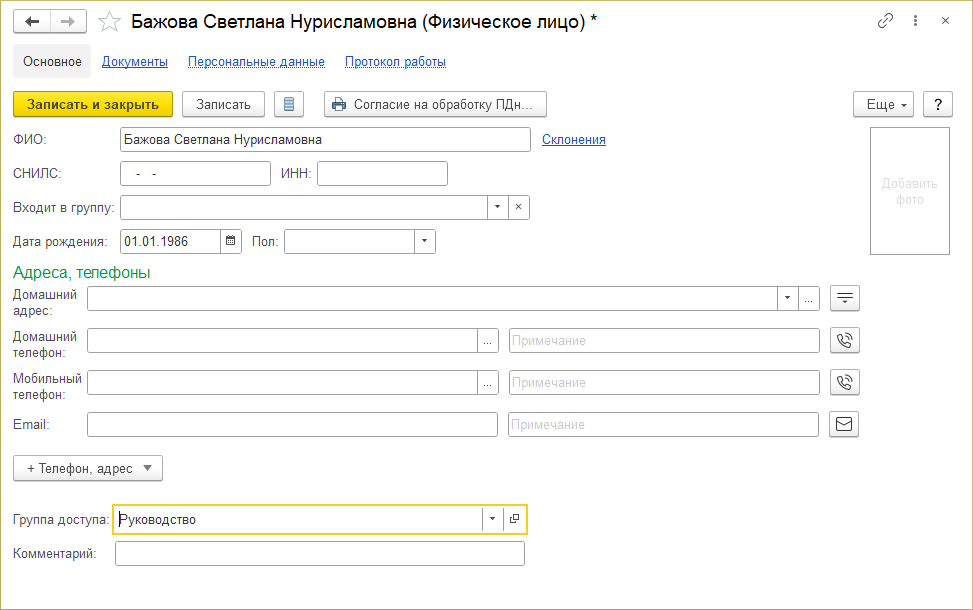 Бажова Светлана Нурисламовна (Физическое лицо) *
Основное Документы Персональные данные Протокол работы
Записать и закрыть Записать Согласие на обработку ПДн... Еще ?
ФИО: Бажова Светлана Нурисламовна Склонения
СНИЛС: - - ИНН:
Добавить
фото
Входит в группу:
Дата рождения: 01.01.1986 Пол:
Адреса, телефоны
Домашний
адрес: ...
Домашний
телефон: ... Примечание
Мобильный
телефон: ... Примечание
Email: Примечание
+ Телефон, адрес
Группа доступа: Руководство
Комментарий: